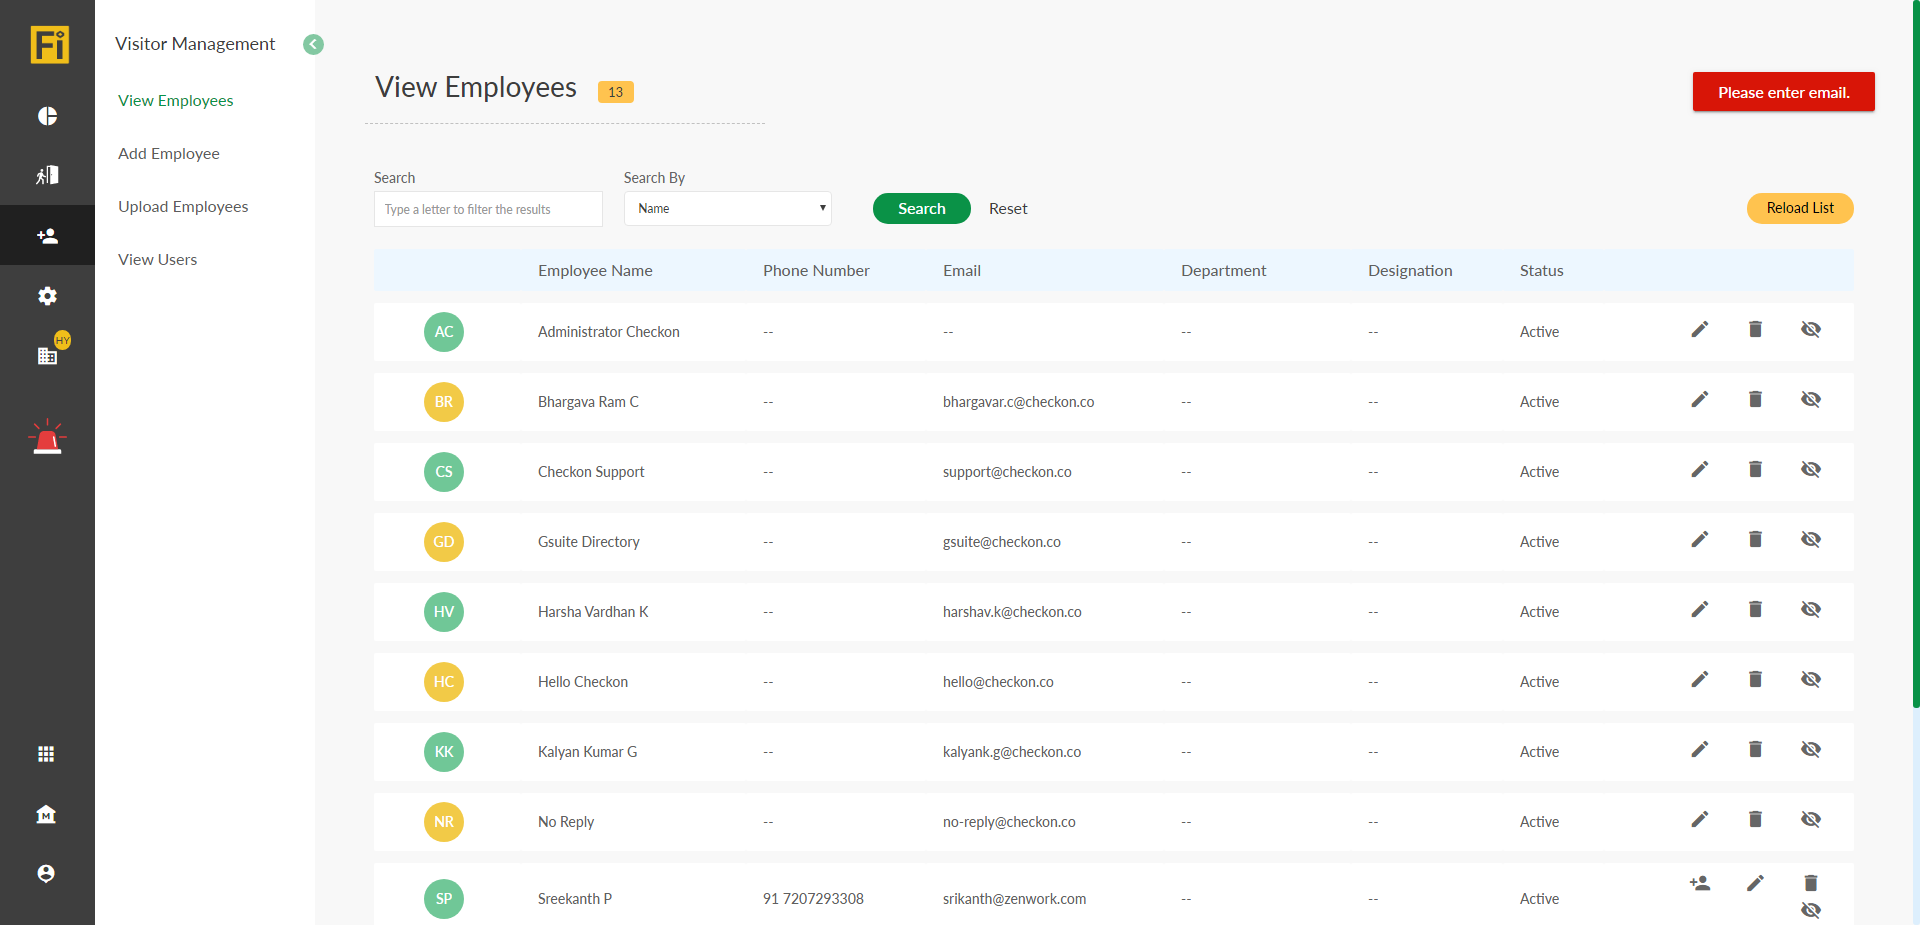 Fi
Visitor Management
View Employees
Add Employee
Upload Employees
View Users
HY
M
View Employees 13
Please enter email.
Search
Type a letter to filter the results
Search By
Name
Search
Reset
Reload List
Employee Name Phone Number Email Department Designation Status
AC Administrator Checkon -- -- -- -- Active
BR Bhargava Ram C -- bhargavar.c@checkon.co -- -- Active
CS Checkon Support -- support@checkon.co -- -- Active
GD Gsuite Directory -- gsuite@checkon.co -- -- Active
HV Harsha Vardhan K -- harshav.k@checkon.co -- -- Active
HC Hello Checkon -- hello@checkon.co -- -- Active
KK Kalyan Kumar G -- kalyank.g@checkon.co -- -- Active
NR No Reply -- no-reply@checkon.co -- -- Active
SP Sreekanth P 91 7207293308 srikanth@zenwork.com -- -- Active